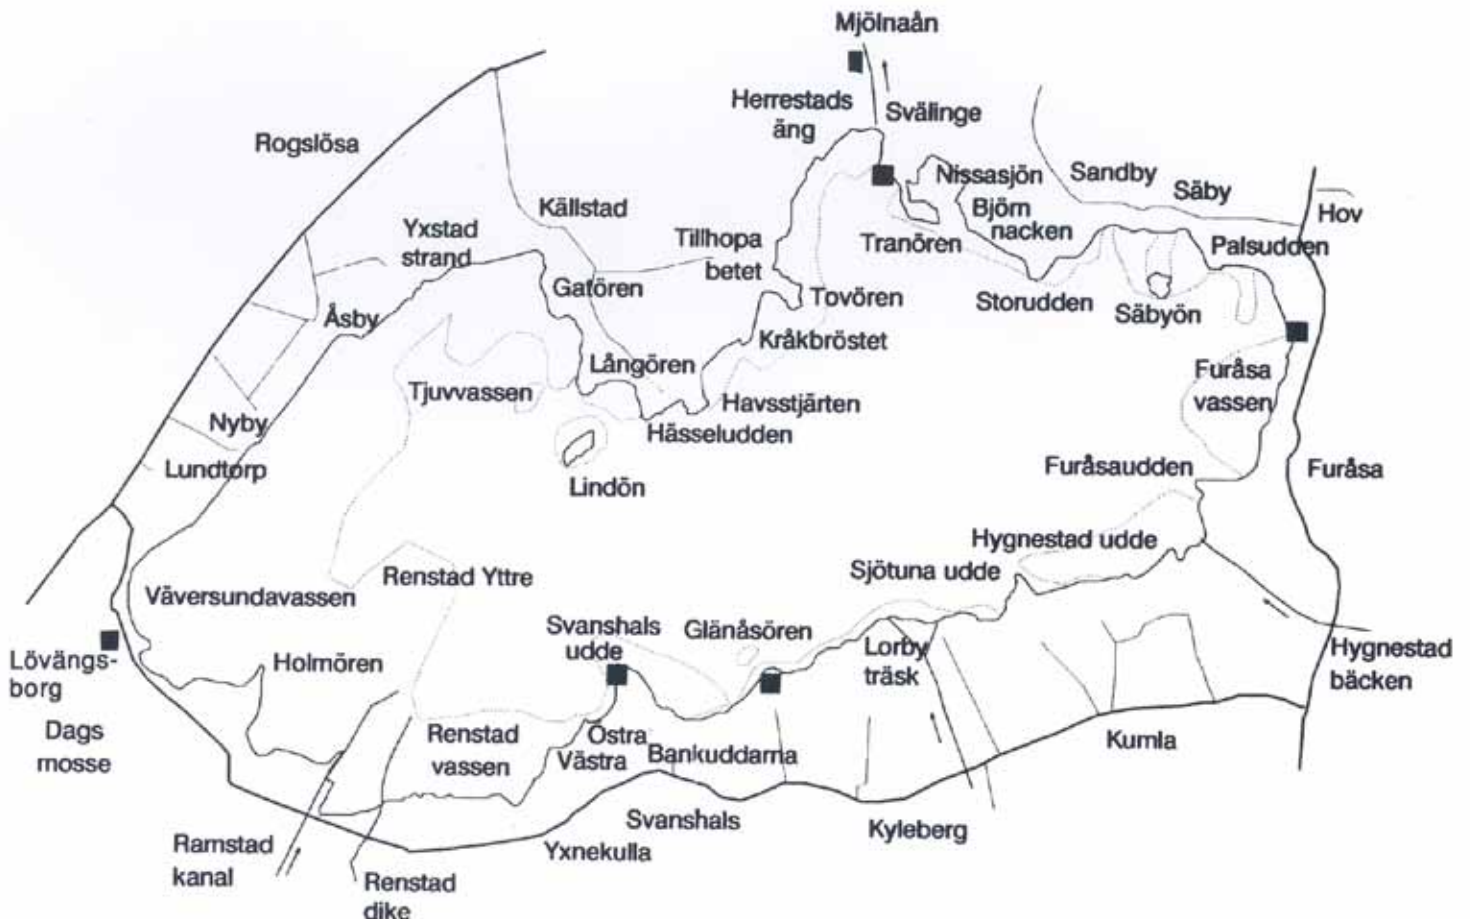 Mjölnaån
Herrestads
äng
Svälinge
Rogslösa
Nissasjön
Sandby
Säby
Hov
Källstad
Björn
nacken
Yxstad
strand
Tillhopa
betet
Tranören
Palsudden
Gatören
Tovören
Storudden
Säbyön
Åsby
Kråkbröstet
Långören
Furåsa
vassen
Tjuvvassen
Havsstjärten
Nyby
Hässeludden
Lundtorp
Furåsaudden
Furåsa
Lindön
Hygnestad udde
Sjötuna udde
Renstad Yttre
Väversundavassen
Svanshals
udde
Glänåsören
Lövängs-
borg
Holmören
Lorby
träsk
Hygnestad
bäcken
Dags
mosse
Renstad
vassen
Östra
Västra
Bankuddarna
Kumla
Svanshals
Kyleberg
Ramstad
kanal
Yxnekulla
Renstad
dike